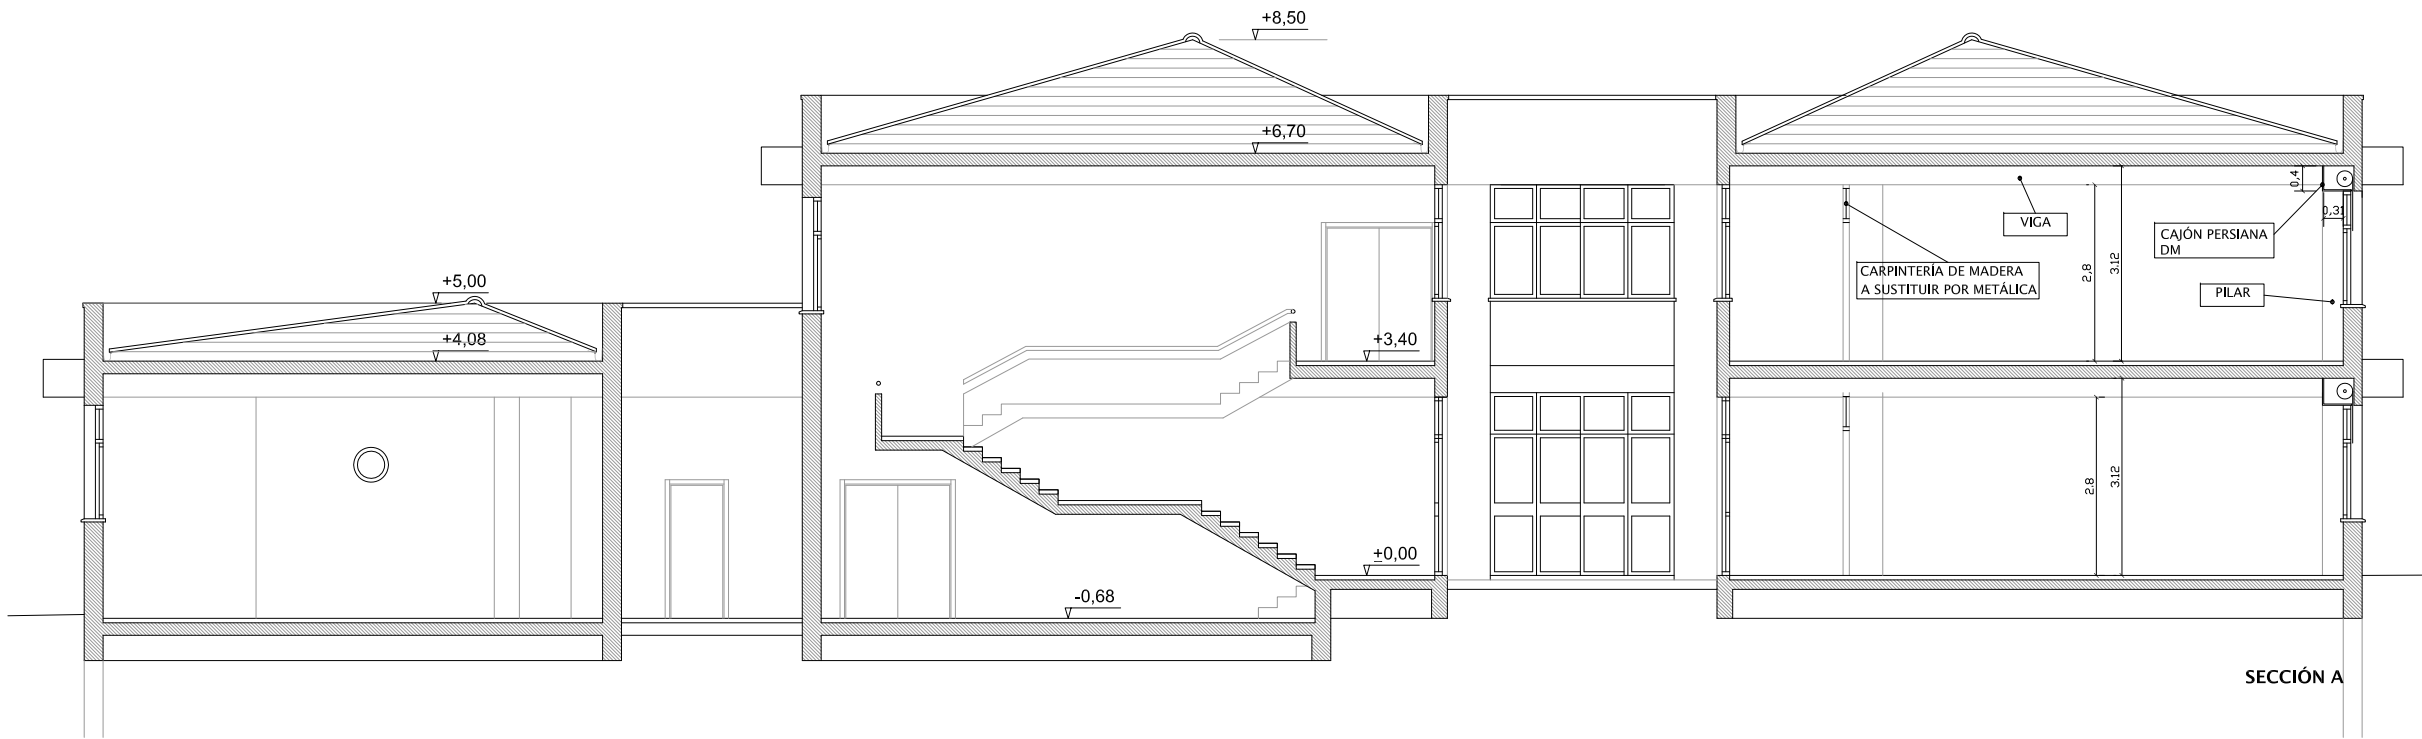 +8,50
+6,70
+5,00
+4,08
+3,40
±0,00
-0,68
0,4
0,31
VIGA
CAJÓN PERSIANA
DM
CARPINTERÍA DE MADERA
A SUSTITUIR POR METÁLICA
PILAR
2,8
3.12
2.8
3.12
SECCIÓN A